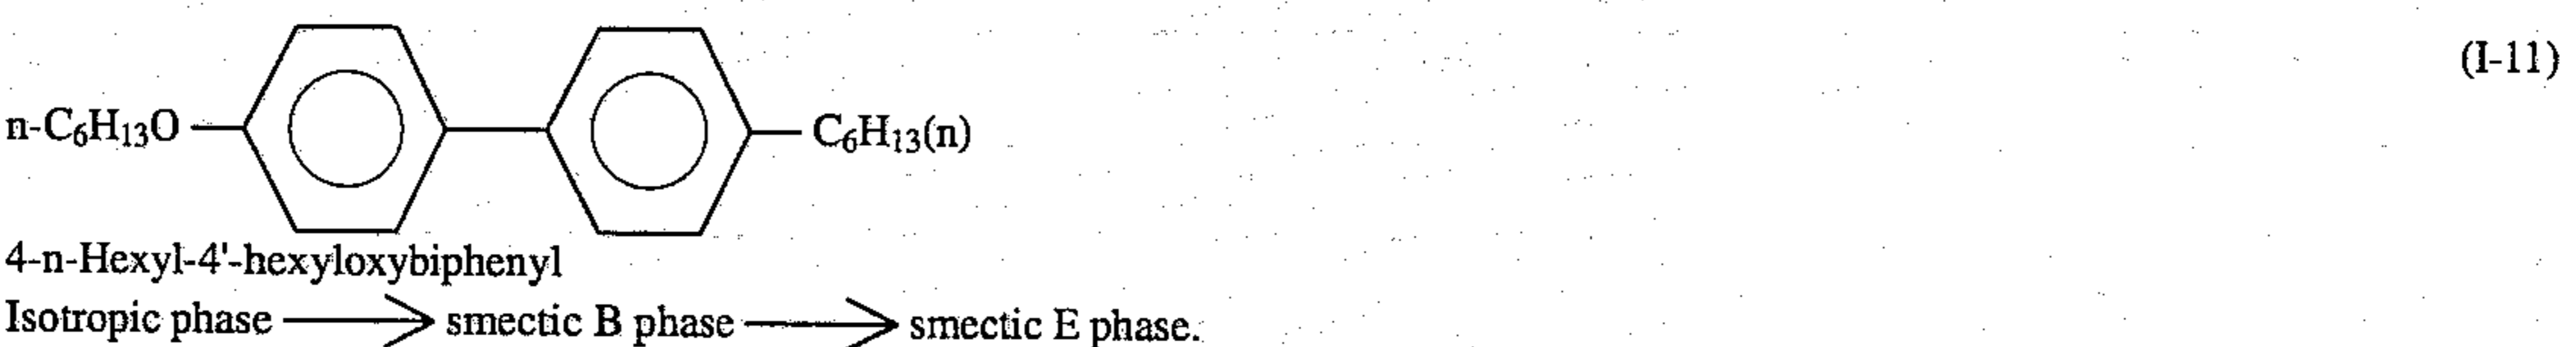 (I-11)
n-C₆H₁₃O C₆H₁₃(n)
4-n-Hexyl-4'-hexyloxybiphenyl
Isotropic phase ⟶ smectic B phase ⟶ smectic E phase.